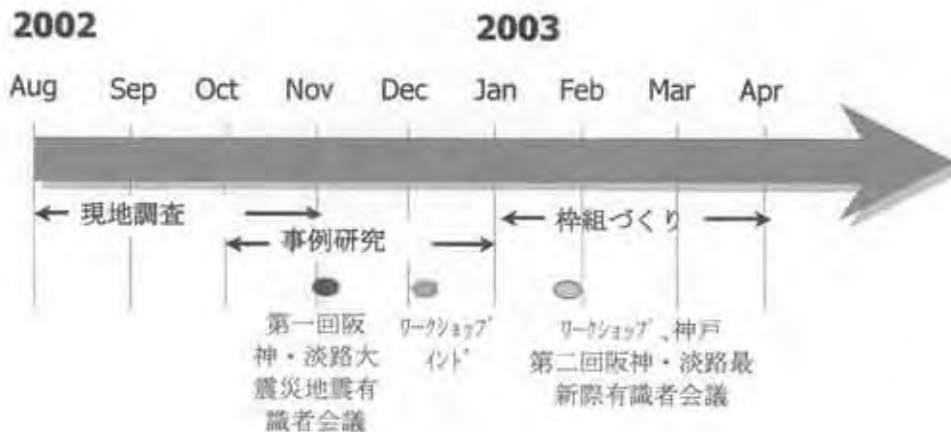 2002 2003
Aug Sep Oct Nov Dec Jan Feb Mar Apr
現地調査
事例研究
枠組づくり
第一回阪
神・淡路大
震災地震有
識者会議
ワークショップ
インド
ワークショップ、神戸
第二回阪神・淡路最
新際有識者会議